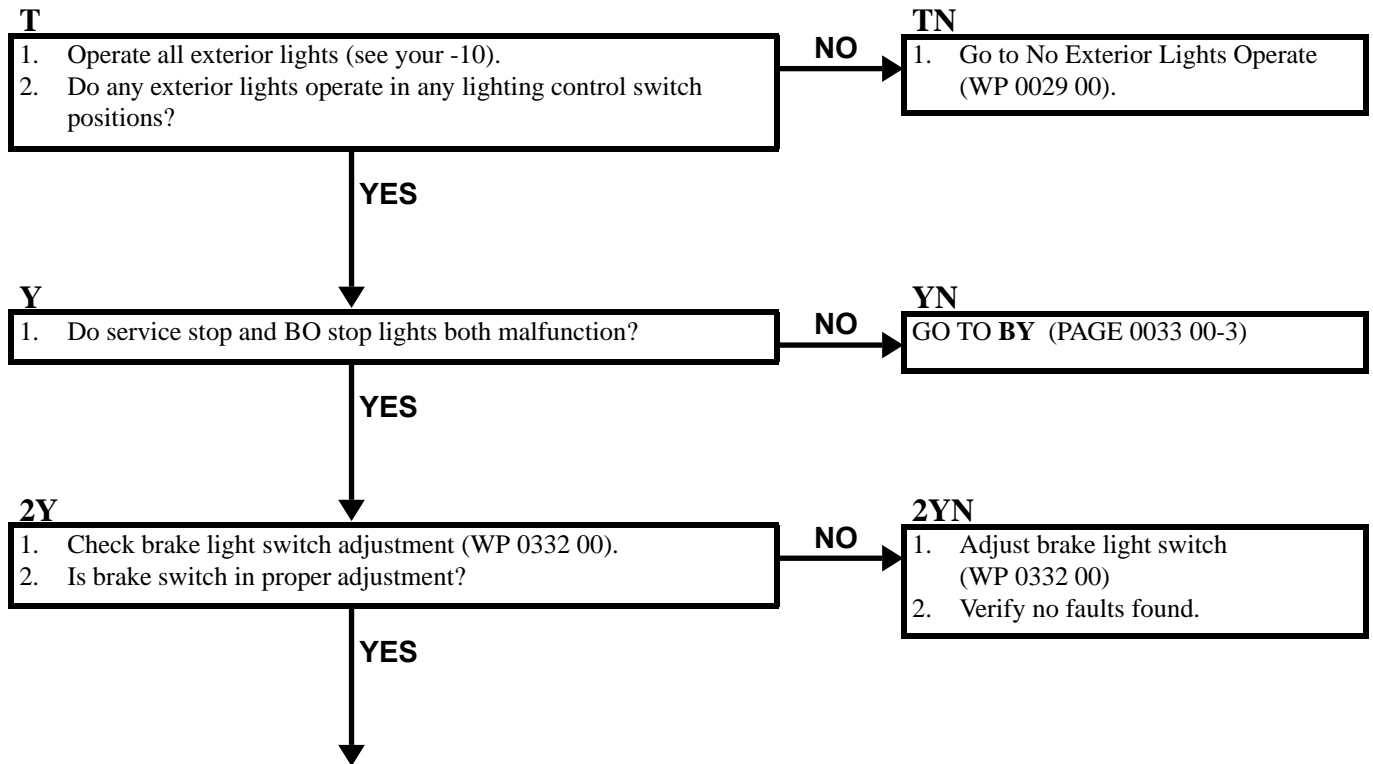 T
1. Operate all exterior lights (see your -10).
2. Do any exterior lights operate in any lighting control switch
positions?
NO
TN
1. Go to No Exterior Lights Operate
(WP 0029 00).
YES
Y
1. Do service stop and BO stop lights both malfunction?
NO
YN
GO TO BY (PAGE 0033 00-3)
YES
2Y
1. Check brake light switch adjustment (WP 0332 00).
2. Is brake switch in proper adjustment?
NO
2YN
1. Adjust brake light switch
(WP 0332 00)
2. Verify no faults found.
YES